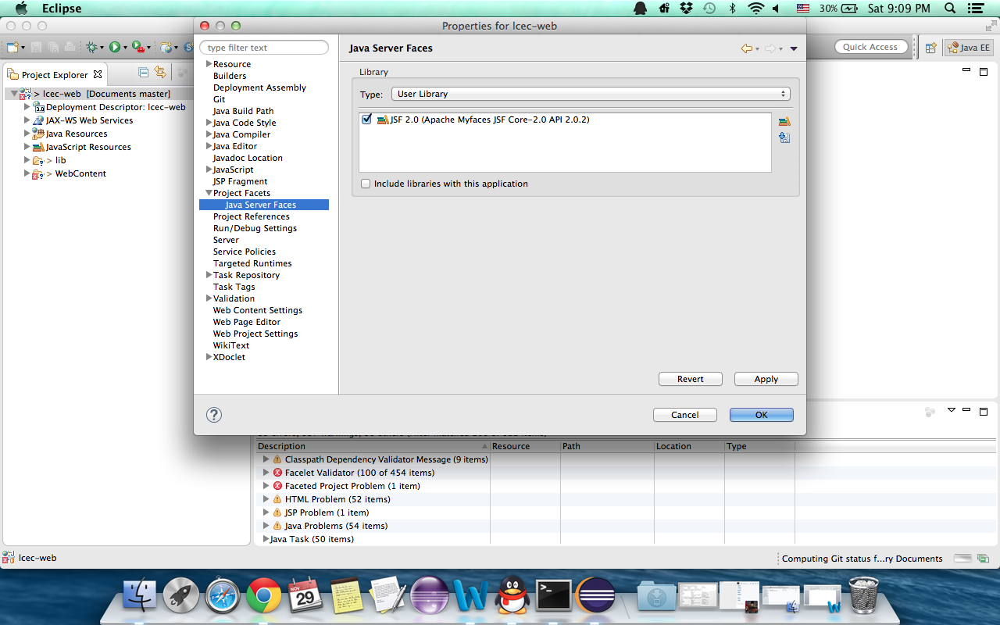 Eclipse
30%
Sat 9:09 PM
Properties for lcec-web
type filter text
Java Server Faces
Quick Access
Java EE
Project Explorer
Resource
Builders
Deployment Assembly
Git
Java Build Path
Java Code Style
Java Compiler
Java Editor
Javadoc Location
JavaScript
JSP Fragment
Project Facets
Java Server Faces
Project References
Run/Debug Settings
Server
Service Policies
Targeted Runtimes
Task Repository
Task Tags
Validation
Web Content Settings
Web Page Editor
Web Project Settings
WikiText
XDoclet
Library
Type: User Library
JSF 2.0 (Apache Myfaces JSF Core-2.0 API 2.0.2)
Include libraries with this application
Revert Apply
? Cancel OK
> lcec-web [Documents master]
Deployment Descriptor: lcec-web
JAX-WS Web Services
Java Resources
JavaScript Resources
> lib
> WebContent
Description Resource Path Location Type
Classpath Dependency Validator Message (9 items)
Facelet Validator (100 of 454 items)
Faceted Project Problem (1 item)
HTML Problem (52 items)
JSP Problem (1 item)
Java Problems (54 items)
Java Task (50 items)
lcec-web
Computing Git status f...ry Documents
NOV
29